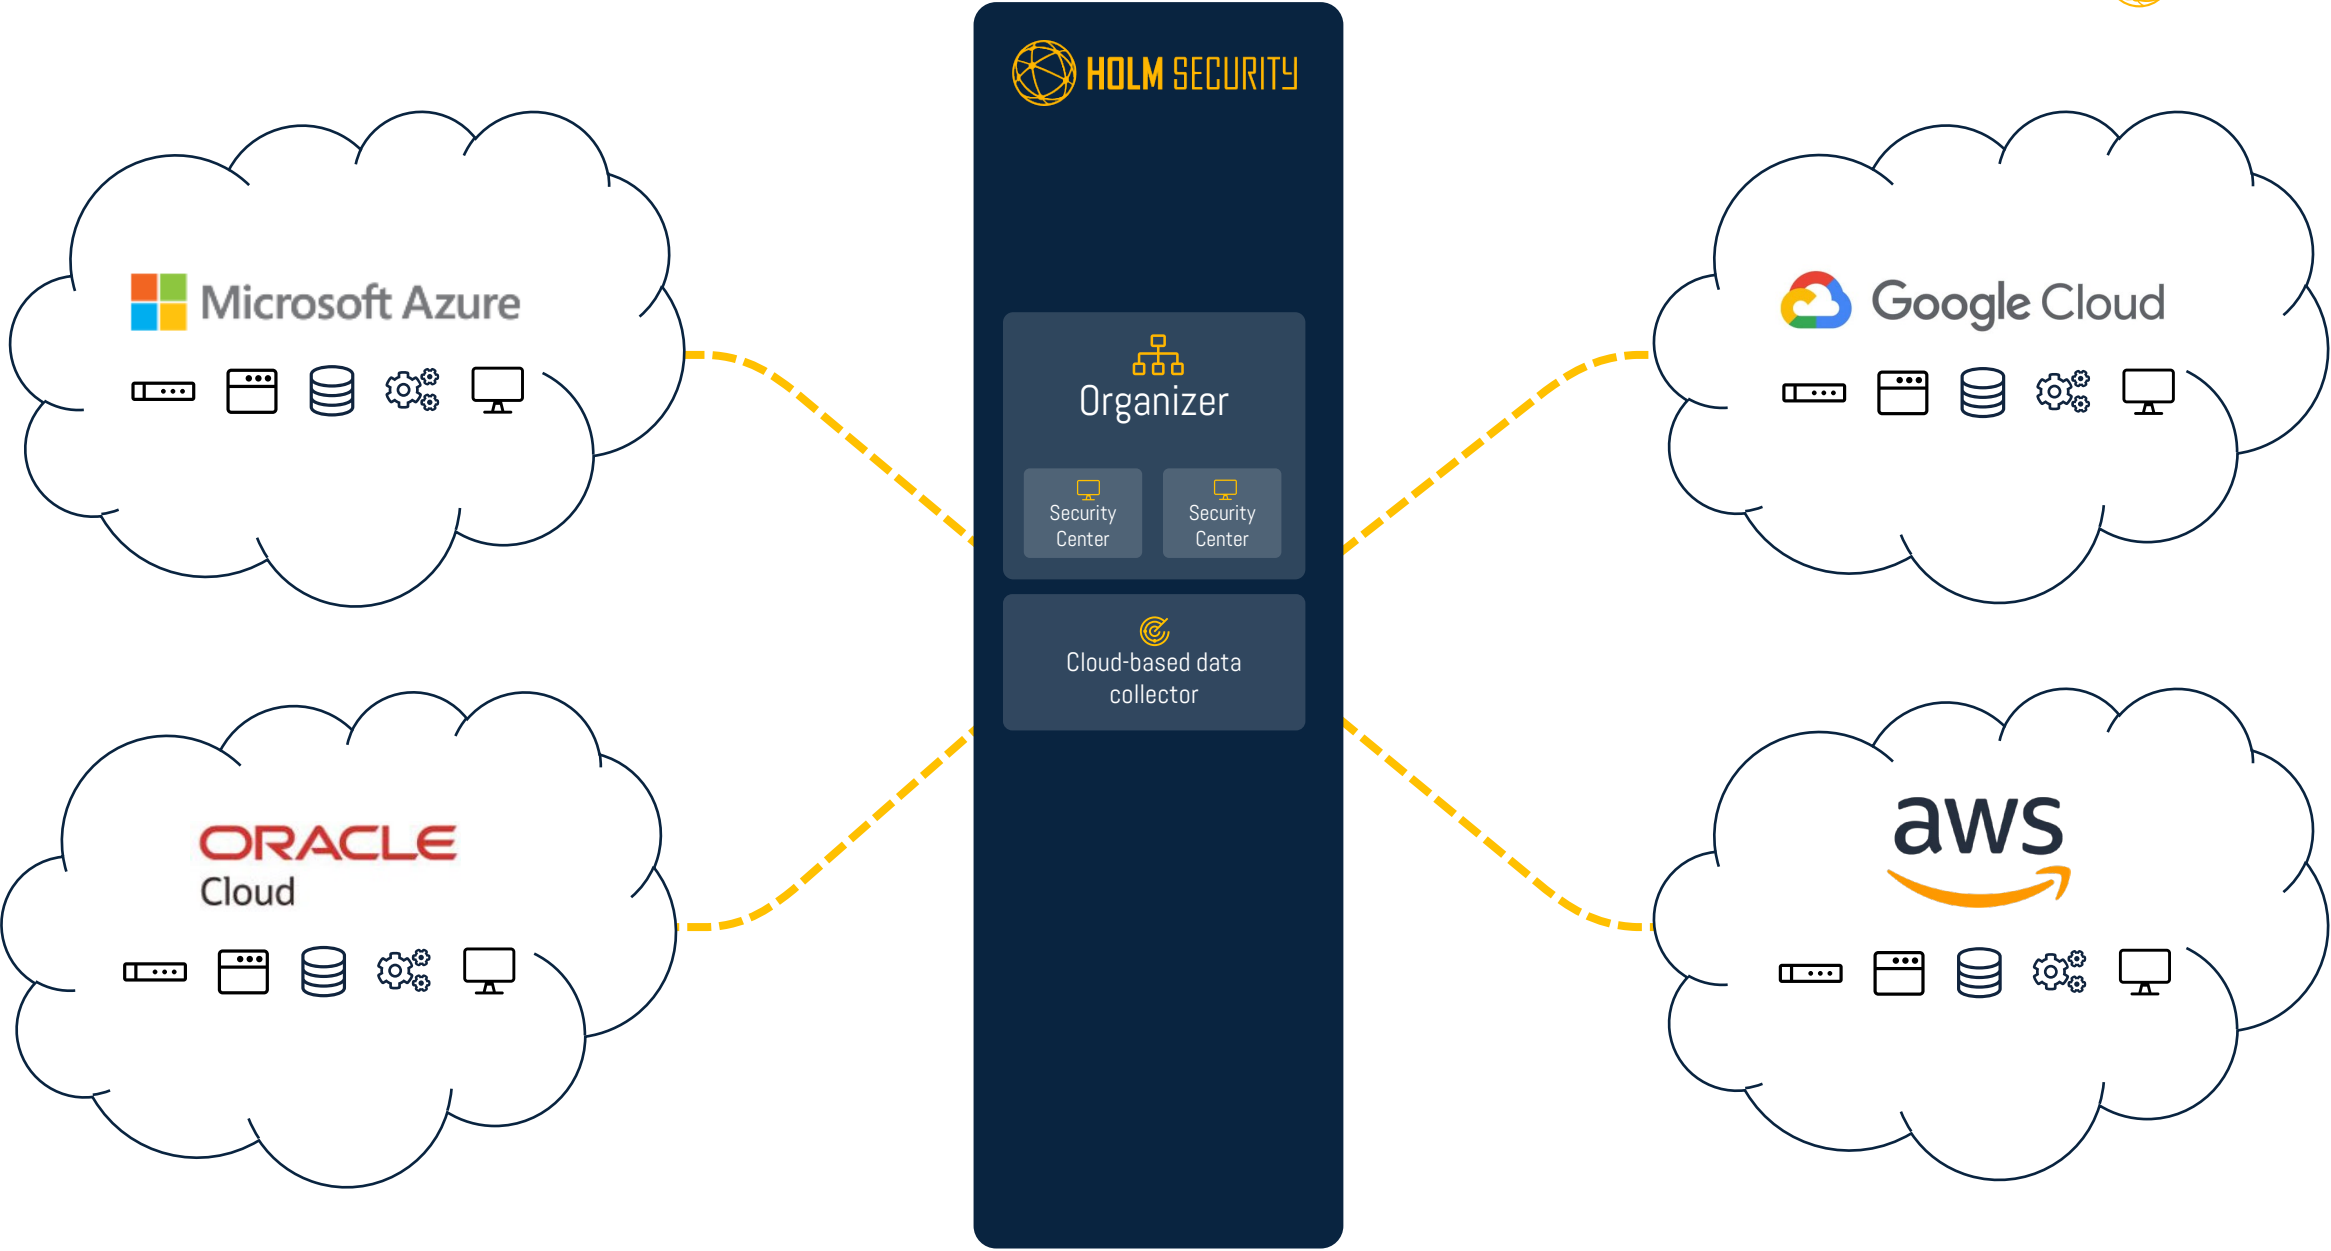 HOLM SECURITY
Microsoft Azure
Google Cloud
Organizer
Security
Center
Security
Center
Cloud-based data
collector
ORACLE
Cloud
aws